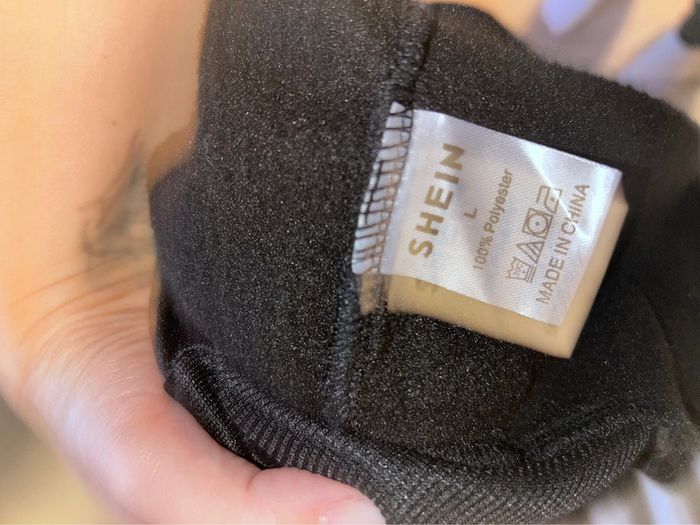 SHEIN
L
100% Polyester
MADE IN CHINA